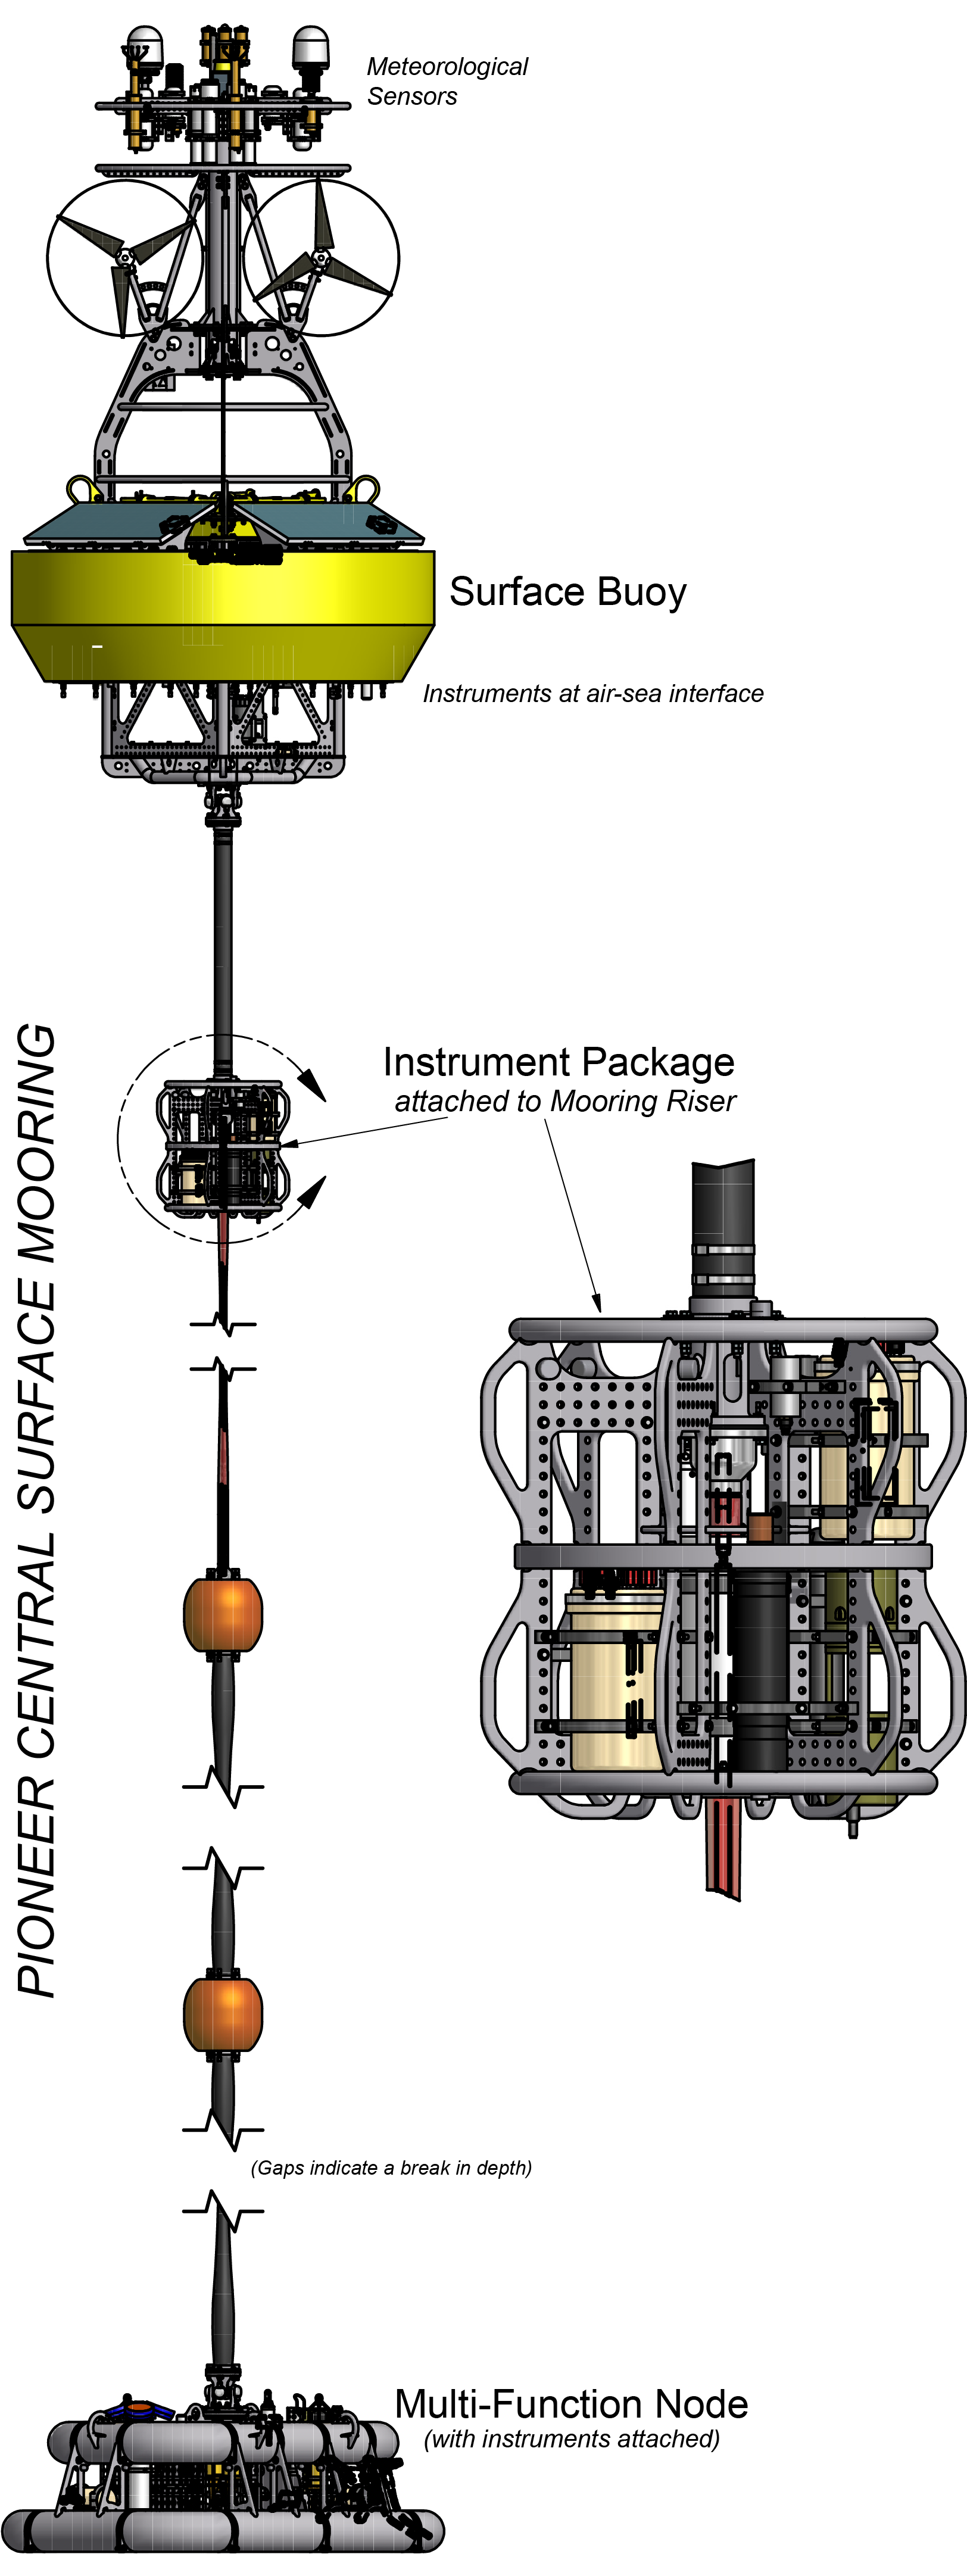 Meteorological
Sensors
Surface Buoy
Instruments at air-sea interface
PIONEER CENTRAL SURFACE MOORING
Instrument Package
attached to Mooring Riser
(Gaps indicate a break in depth)
Multi-Function Node
(with instruments attached)